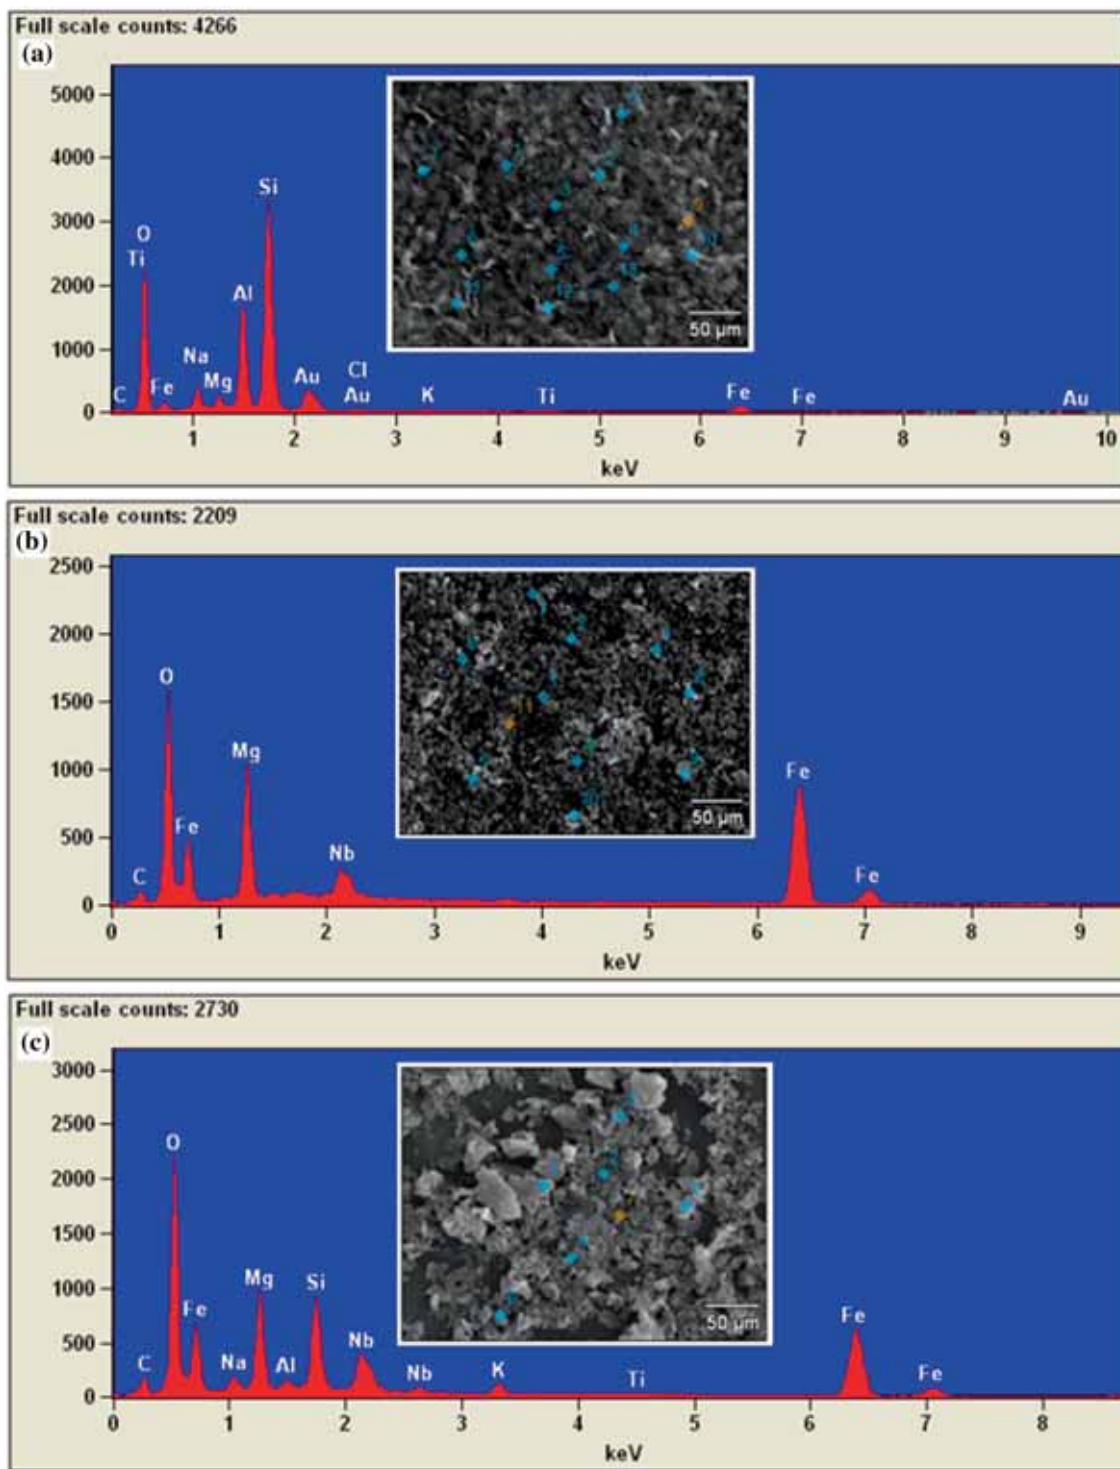 Full scale counts: 4266
(a)
5000
4000
3000
2000
1000
0
Si
O
Ti
Al
Na
Mg
C
Fe
Au
Cl
Au
K
Ti
Fe
Fe
Au
50 µm
1 2 3 4 5 6 7 8 9 10
keV
Full scale counts: 2209
(b)
2500
2000
1500
1000
500
0
O
Mg
Fe
C
Nb
Fe
Fe
50 µm
0 1 2 3 4 5 6 7 8 9
keV
Full scale counts: 2730
(c)
3000
2500
2000
1500
1000
500
0
O
Fe
Mg
Si
C
Na
Al
Nb
Nb
K
Ti
Fe
Fe
50 µm
0 1 2 3 4 5 6 7 8
keV